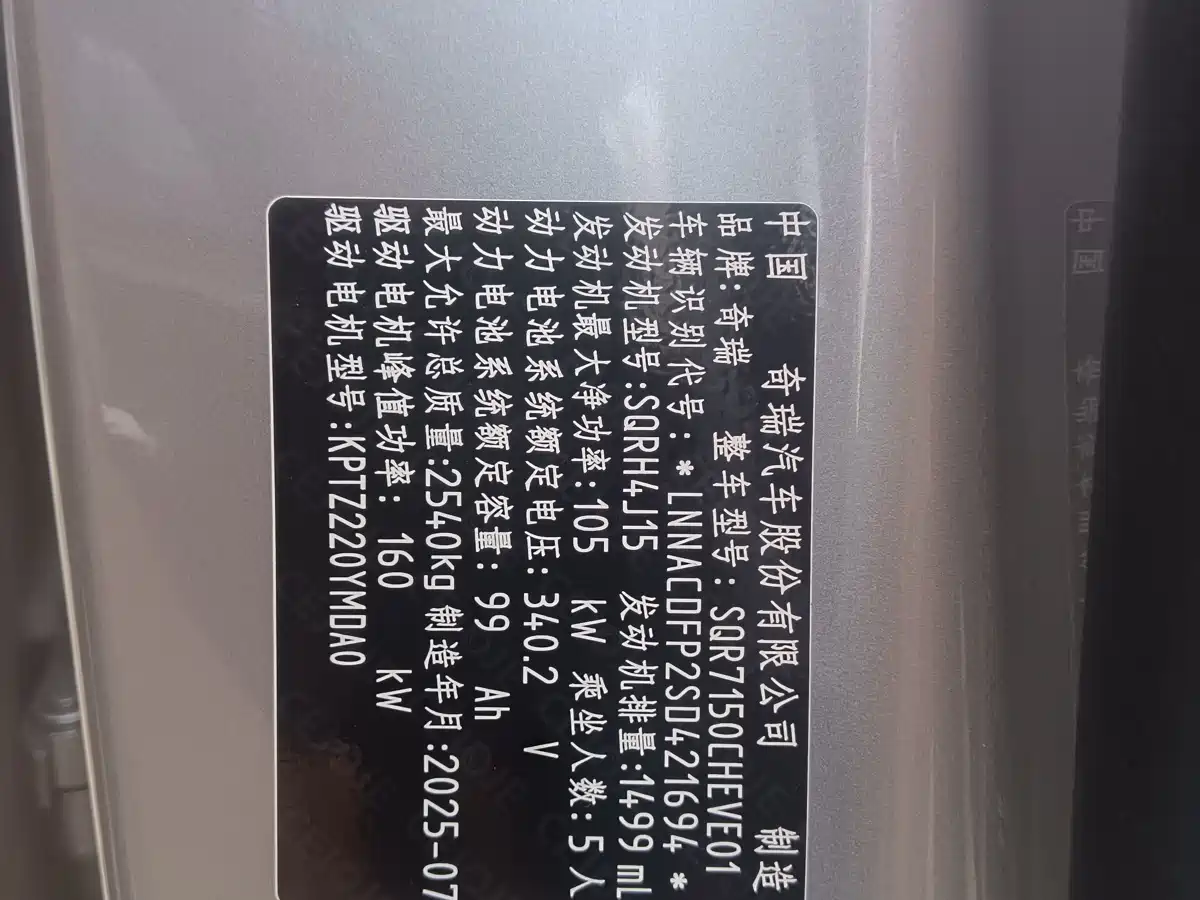 中国 奇瑞汽车股份有限公司 制造
品牌:奇瑞 整车型号: SQR7150CHEVE01
车辆识别代号: *LNNACDFP2SD421694*
发动机型号:SQRH4J15 发动机排量:1499 mL
发动机最大净功率:105 kW 乘坐人数:5人
动力电池系统额定电压:340.2 V
动力电池系统额定容量: 99 Ah
最大允许总质量:2540kg 制造年月:2025-07
驱动电机峰值功率: 160 kW
驱动电机型号:KPTZ220YMDA0